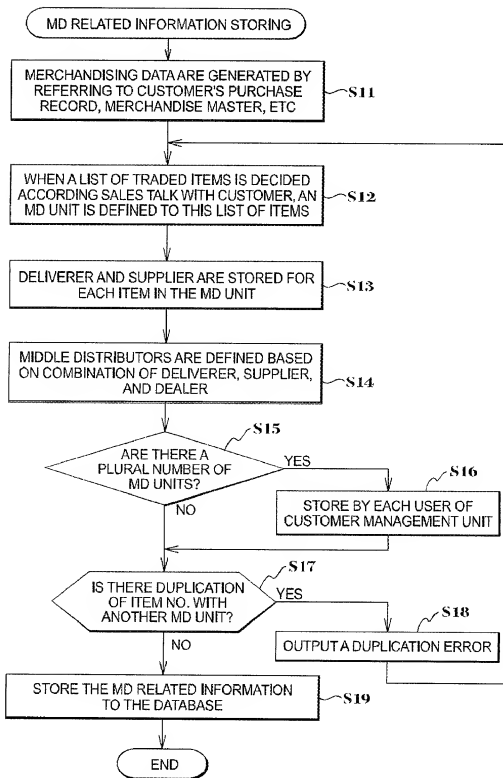 MD RELATED INFORMATION STORING
MERCHANDISING DATA ARE GENERATED BY
REFERRING TO CUSTOMER'S PURCHASE
RECORD, MERCHANDISE MASTER, ETC
S11
WHEN A LIST OF TRADED ITEMS IS DECIDED
ACCORDING SALES TALK WITH CUSTOMER, AN
MD UNIT IS DEFINED TO THIS LIST OF ITEMS
S12
DELIVERER AND SUPPLIER ARE STORED FOR
EACH ITEM IN THE MD UNIT
S13
MIDDLE DISTRIBUTORS ARE DEFINED BASED
ON COMBINATION OF DELIVERER, SUPPLIER,
AND DEALER
S14
S15
ARE THERE A
PLURAL NUMBER OF
MD UNITS?
YES
NO
S16
STORE BY EACH USER OF
CUSTOMER MANAGEMENT UNIT
S17
IS THERE DUPLICATION
OF ITEM NO. WITH
ANOTHER MD UNIT?
YES
NO
S18
OUTPUT A DUPLICATION ERROR
STORE THE MD RELATED INFORMATION
TO THE DATABASE
S19
END